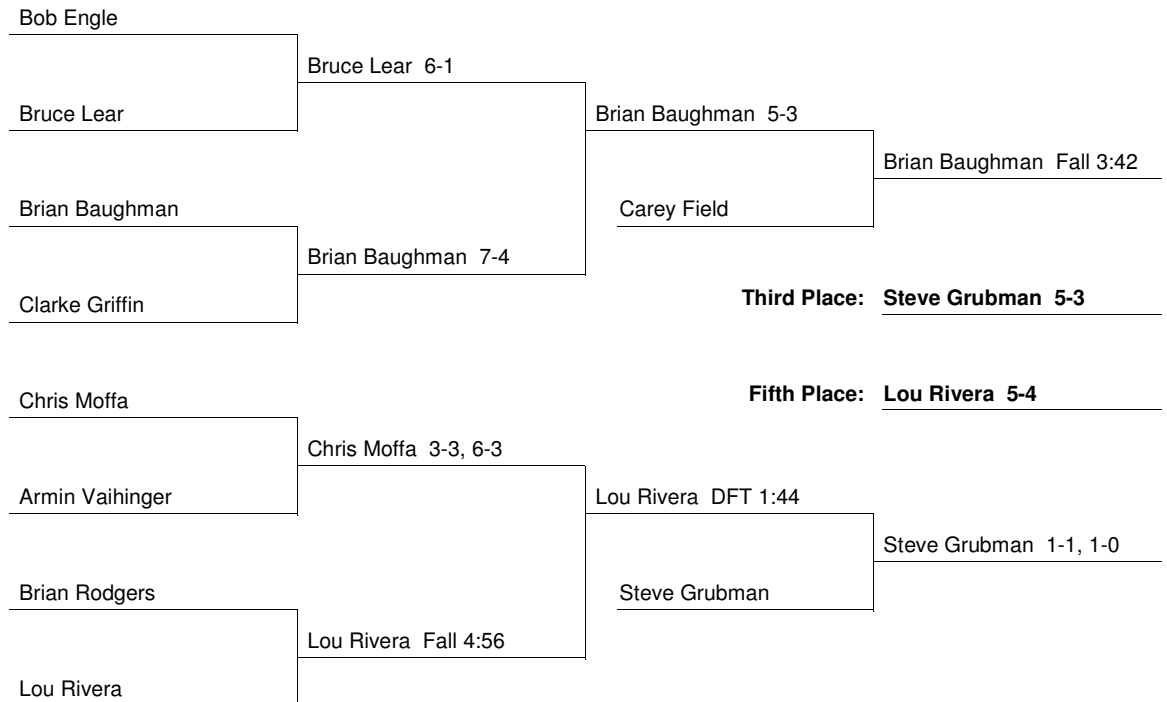 Bob Engle
Bruce Lear 6-1
Bruce Lear
Brian Baughman 5-3
Brian Baughman Fall 3:42
Brian Baughman
Carey Field
Brian Baughman 7-4
Clarke Griffin
Third Place: Steve Grubman 5-3
Chris Moffa
Fifth Place: Lou Rivera 5-4
Chris Moffa 3-3, 6-3
Armin Vaihinger
Lou Rivera DFT 1:44
Steve Grubman 1-1, 1-0
Brian Rodgers
Steve Grubman
Lou Rivera Fall 4:56
Lou Rivera